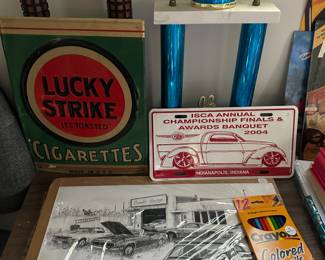 LUCKY
STRIKE
IT'S TOASTED
CIGARETTES
ISCA ANNUAL
CHAMPIONSHIP FINALS &
AWARDS BANQUET
2004
INDIANAPOLIS, INDIANA
12
Crayola
Colored